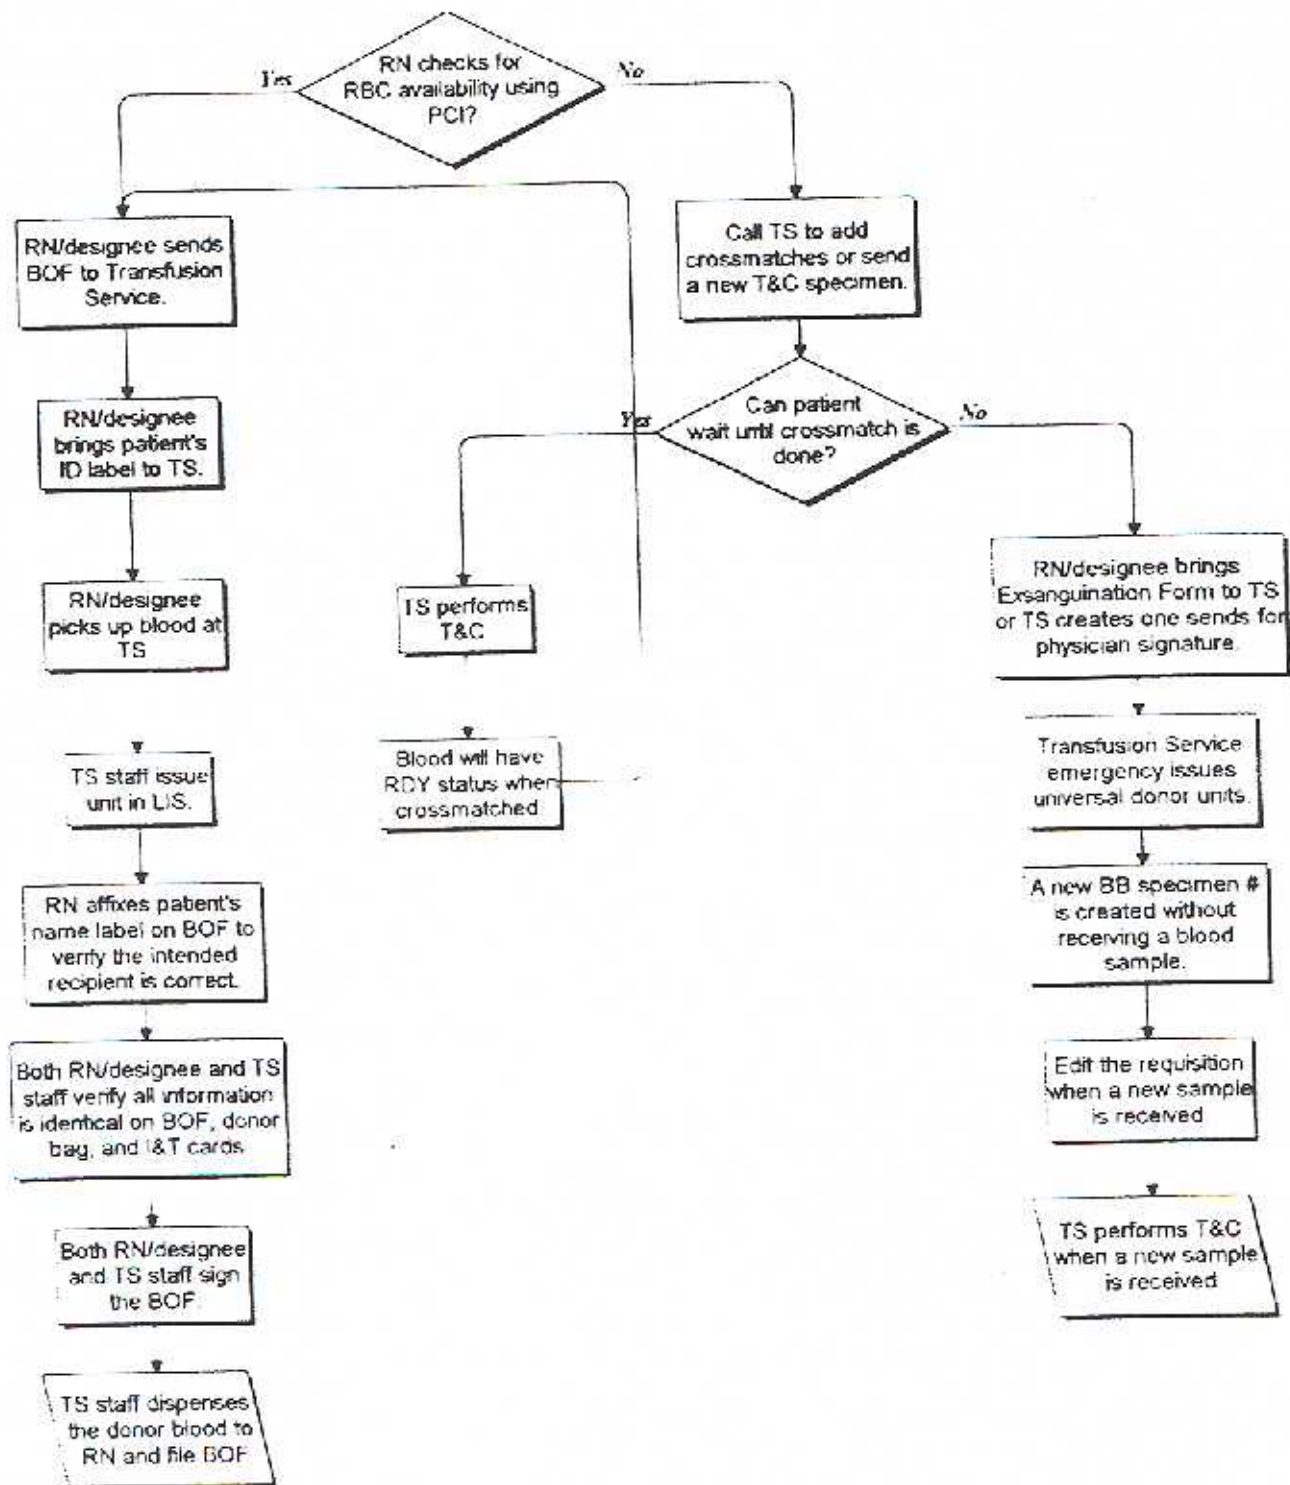 RN checks for
RBC availability using
PCI?
Yes
No
RN/designee sends
BOF to Transfusion
Service.
Call TS to add
crossmatches or send
a new T&C specimen.
RN/designee
brings patient's
ID label to TS.
Can patient
wait until crossmatch is
done?
Yes
No
RN/designee
picks up blood at
TS
TS performs
T&C
RN/designee brings
Exsanguination Form to TS
or TS creates one sends for
physician signature.
TS staff issue
unit in LIS.
Blood will have
RDY status when
crossmatched
Transfusion Service
emergency issues
universal donor units.
RN affixes patient's
name label on BOF to
verify the intended
recipient is correct.
A new BB specimen #
is created without
receiving a blood
sample.
Both RN/designee and TS
staff verify all information
is identical on BOF, donor
bag, and I&T cards
Edit the requisition
when a new sample
is received
Both RN/designee
and TS staff sign
the BOF.
TS performs T&C
when a new sample
is received
TS staff dispenses
the donor blood to
RN and file BOF